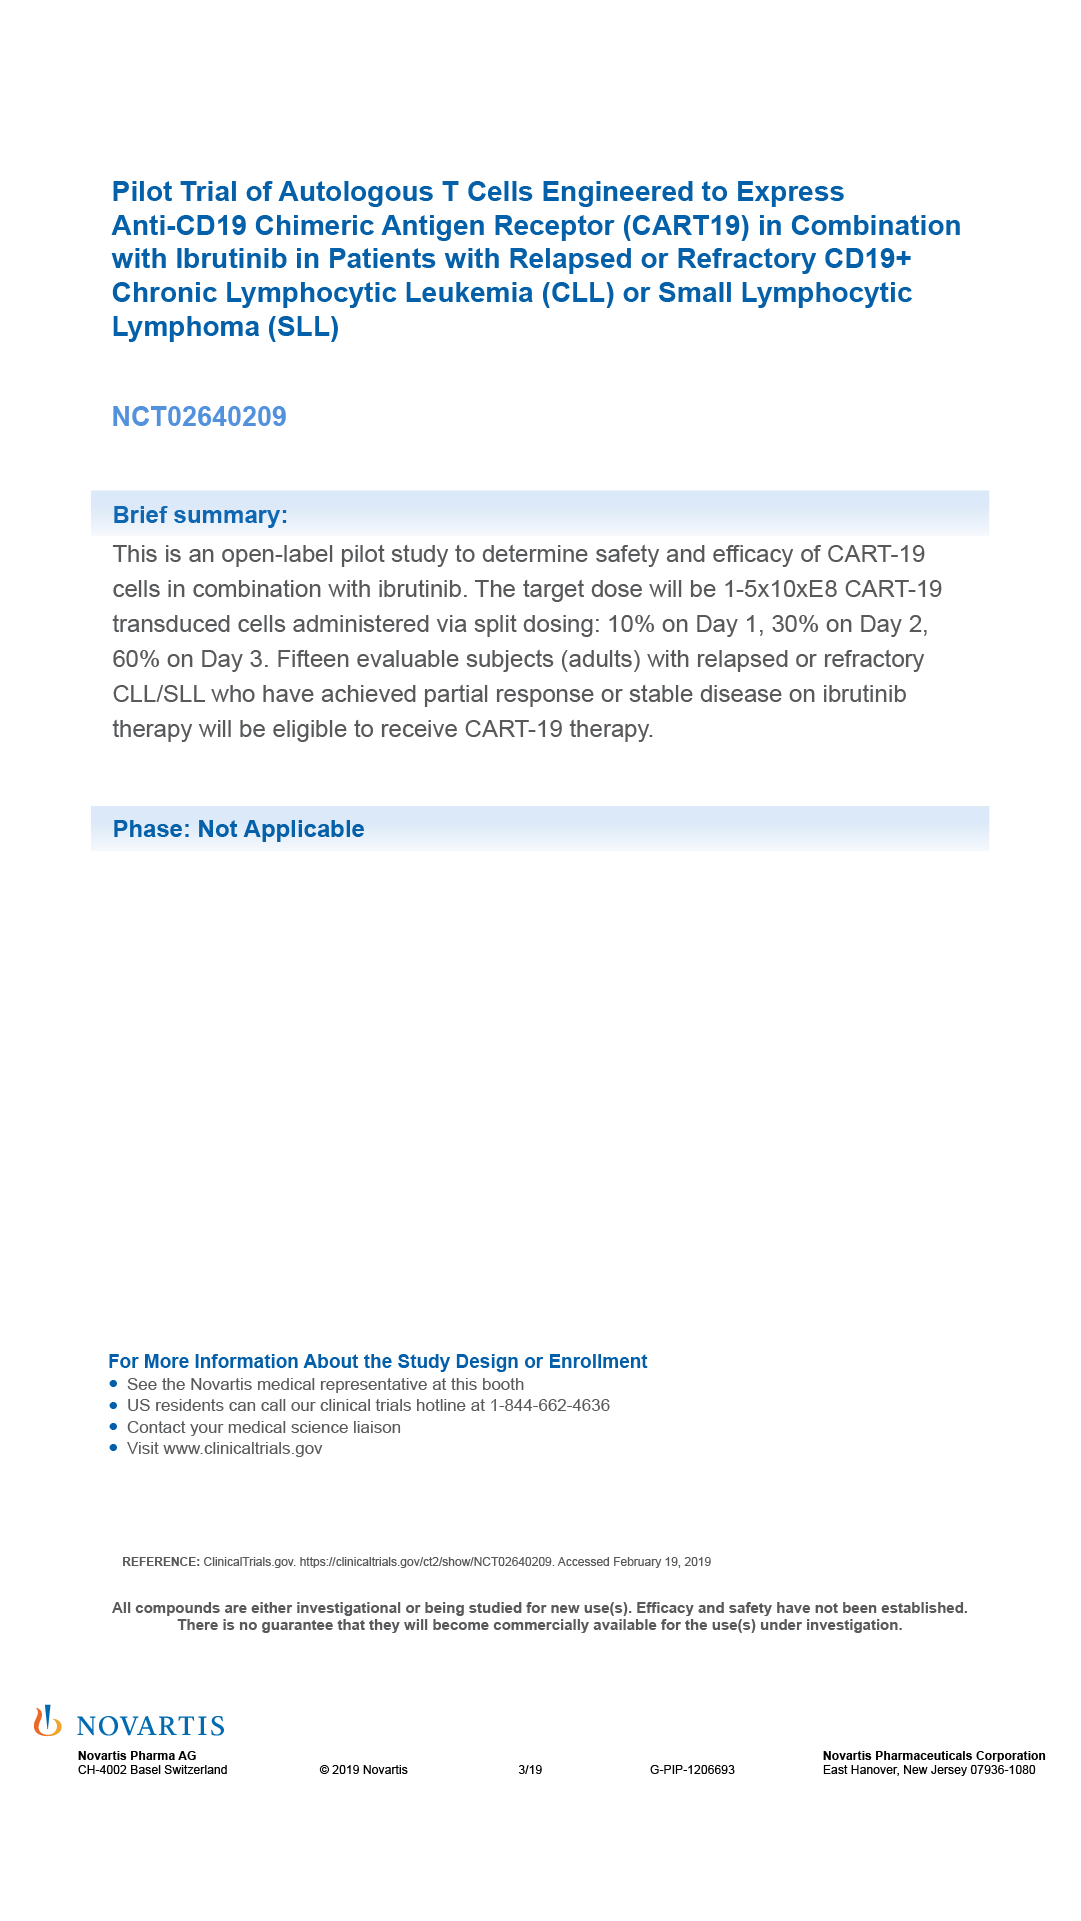 Pilot Trial of Autologous T Cells Engineered to Express
Anti-CD19 Chimeric Antigen Receptor (CART19) in Combination
with Ibrutinib in Patients with Relapsed or Refractory CD19+
Chronic Lymphocytic Leukemia (CLL) or Small Lymphocytic
Lymphoma (SLL)
NCT02640209
Brief summary:
This is an open-label pilot study to determine safety and efficacy of CART-19
cells in combination with ibrutinib. The target dose will be 1-5x10xE8 CART-19
transduced cells administered via split dosing: 10% on Day 1, 30% on Day 2,
60% on Day 3. Fifteen evaluable subjects (adults) with relapsed or refractory
CLL/SLL who have achieved partial response or stable disease on ibrutinib
therapy will be eligible to receive CART-19 therapy.
Phase: Not Applicable
For More Information About the Study Design or Enrollment
● See the Novartis medical representative at this booth
● US residents can call our clinical trials hotline at 1-844-662-4636
● Contact your medical science liaison
● Visit www.clinicaltrials.gov
REFERENCE: ClinicalTrials.gov. https://clinicaltrials.gov/ct2/show/NCT02640209. Accessed February 19, 2019
All compounds are either investigational or being studied for new use(s). Efficacy and safety have not been established.
There is no guarantee that they will become commercially available for the use(s) under investigation.
NOVARTIS
Novartis Pharma AG Novartis Pharmaceuticals Corporation
CH-4002 Basel Switzerland © 2019 Novartis 3/19 G-PIP-1206693 East Hanover, New Jersey 07936-1080